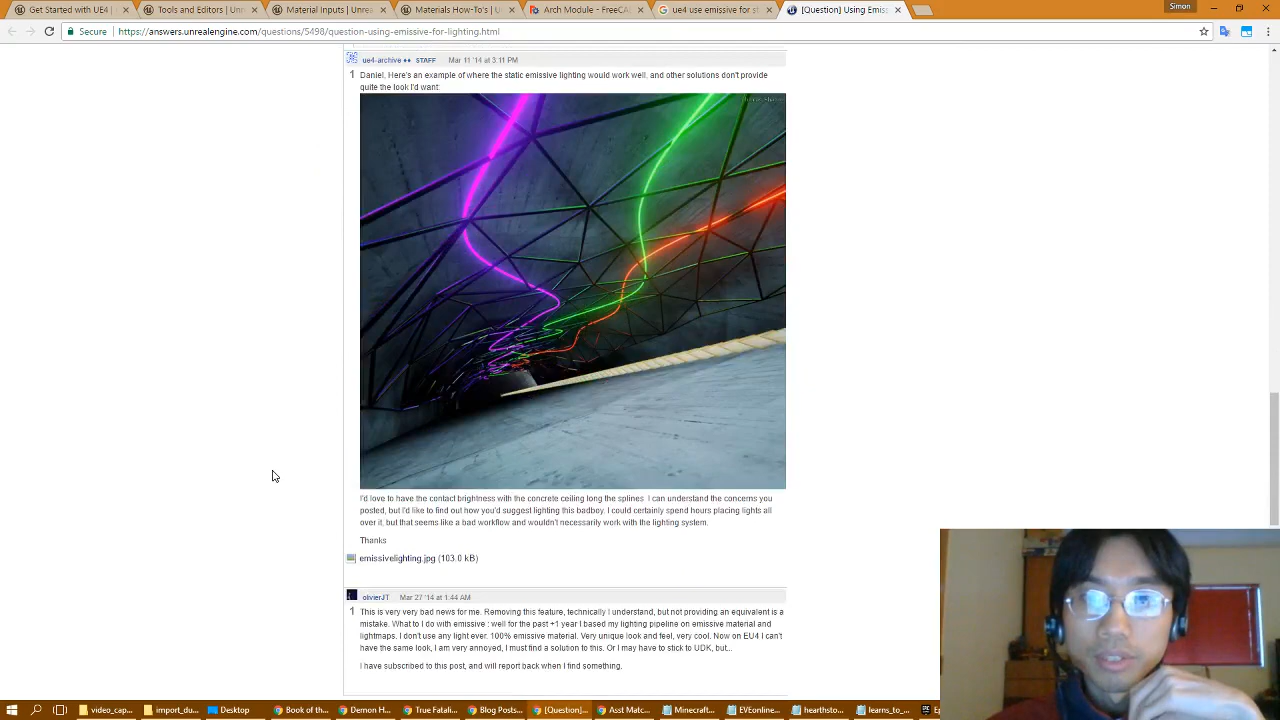 Get Started with UE4 |
Tools and Editors | Unr
Material Inputs | Unrea
Materials How-To's | U
Arch Module - FreeCA
ue4 use emissive for st
[Question] Using Emis
Simon
Secure
https://answers.unrealengine.com/questions/5498/question-using-emissive-for-lighting.html
ue4-archive ♦♦ STAFF Mar 11 '14 at 3:11 PM
1 Daniel, Here's an example of where the static emissive lighting would work well, and other solutions don't provide
quite the look I'd want:
I'd love to have the contact brightness with the concrete ceiling long the splines. I can understand the concerns you
posted, but I'd like to find out how you'd suggest lighting this badboy. I could certainly spend hours placing lights all
over it, but that seems like a bad workflow and wouldn't necessarily work with the lighting system.
Thanks
emissivelighting.jpg (103.0 kB)
olivierJT Mar 27 '14 at 1:44 AM
1 This is very very bad news for me. Removing this feature, technically I understand, but not providing an equivalent is a
mistake. What to I do with emissive : well for the past +1 year I based my lighting pipeline on emissive material and
lightmaps. I don't use any light ever. 100% emissive material. Very unique look and feel, very cool. Now on EU4 I can't
have the same look, I am very annoyed, I must find a solution to this. Or I may have to stick to UDK, but...
I have subscribed to this post, and will report back when I find something.
video_cap...
import_du...
Desktop
Book of th...
Demon H...
True Fatali...
Blog Posts...
[Question]...
Asst Matc...
Minecraft...
EVEonline...
hearthsto...
learns_to_...
Ep